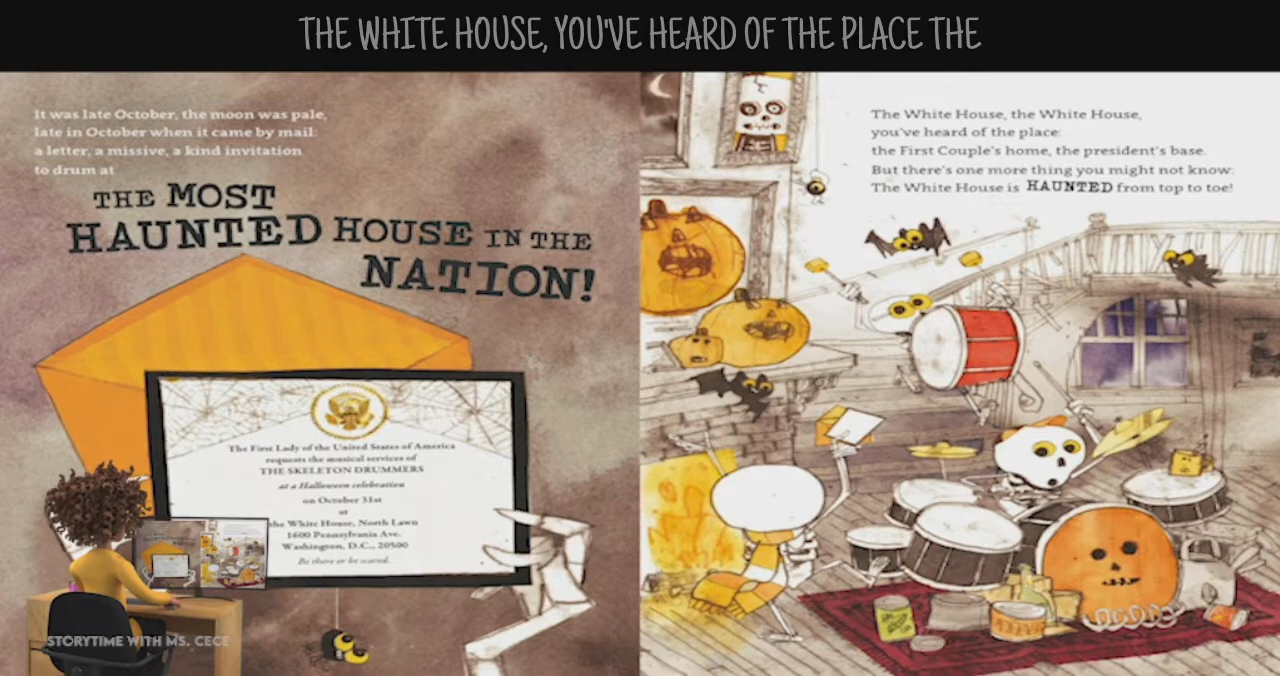 THE WHITE HOUSE, YOU'VE HEARD OF THE PLACE THE
It was late October, the moon was pale,
late in October when it came by mail:
a letter, a missive, a kind invitation
to drum at
THE MOST
HAUNTED HOUSE IN THE
NATION!
The First Lady of the United States of America
requests the musical services of
THE SKELETON DRUMMERS
at a Halloween celebration
on October 31st
at
the White House, North Lawn
1600 Pennsylvania Ave.
Washington, D.C., 20500
Be there or be scared.
STORYTIME WITH MS. CECE
The White House, the White House,
you've heard of the place:
the First Couple's home, the president's base.
But there's one more thing you might not know:
The White House is HAUNTED from top to toe!